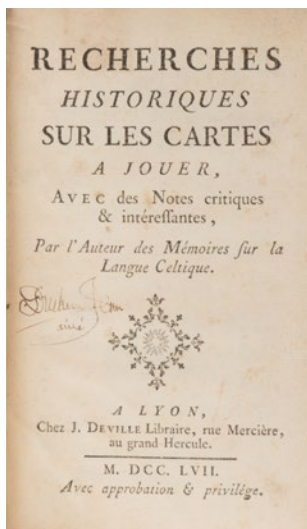 RECHERCHES
HISTORIQUES
SUR LES CARTES
A JOUER,
AVEC des Notes critiques
& intéreſſantes,
Par l'Auteur des Mémoires ſur la
Langue Celtique.
A LYON,
Chez J. DEVILLE Libraire, rue Mercière,
au grand Hercule.
M. DCC. LVII.
Avec approbation & privilége.